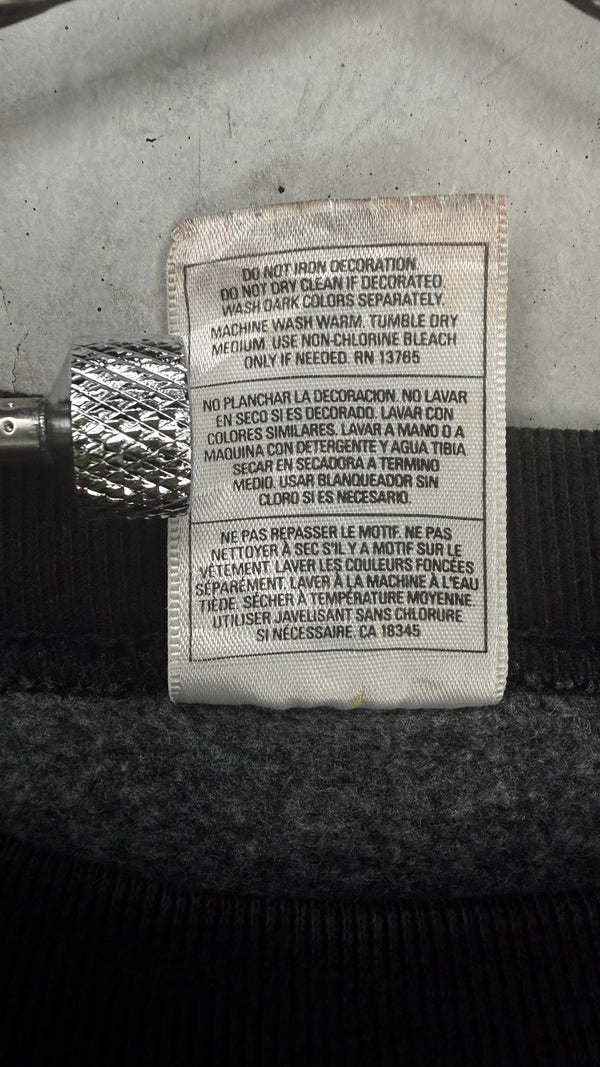 DO NOT IRON DECORATION.
DO NOT DRY CLEAN IF DECORATED.
WASH DARK COLORS SEPARATELY.
MACHINE WASH WARM. TUMBLE DRY
MEDIUM. USE NON-CHLORINE BLEACH
ONLY IF NEEDED. RN 13765
NO PLANCHAR LA DECORACION. NO LAVAR
EN SECO SI ES DECORADO. LAVAR CON
COLORES SIMILARES. LAVAR A MANO O A
MAQUINA CON DETERGENTE Y AGUA TIBIA
SECAR EN SECADORA A TERMINO
MEDIO. USAR BLANQUEADOR SIN
CLORO SI ES NECESARIO.
NE PAS REPASSER LE MOTIF. NE PAS
NETTOYER À SEC S'IL Y A MOTIF SUR LE
VÊTEMENT. LAVER LES COULEURS FONCÉES
SÉPARÉMENT. LAVER À LA MACHINE À L'EAU
TIÈDE. SÉCHER À TEMPÉRATURE MOYENNE.
UTILISER JAVELISANT SANS CHLORURE
SI NÉCESSAIRE. CA 18345